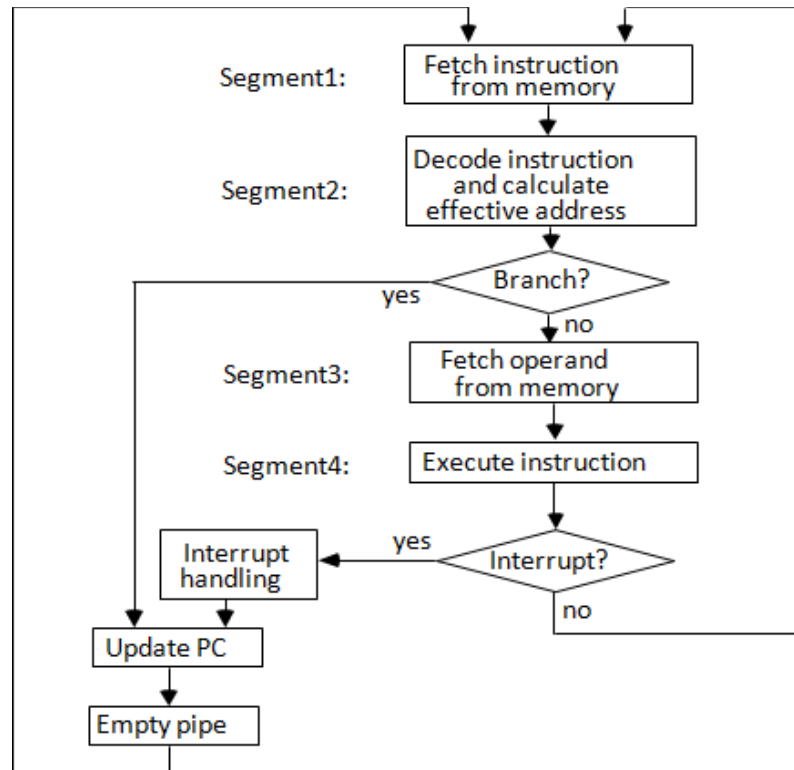 Segment1:
Fetch instruction
from memory
Segment2:
Decode instruction
and calculate
effective address
Branch?
yes
no
Segment3:
Fetch operand
from memory
Segment4:
Execute instruction
Interrupt?
yes
no
Interrupt
handling
Update PC
Empty pipe